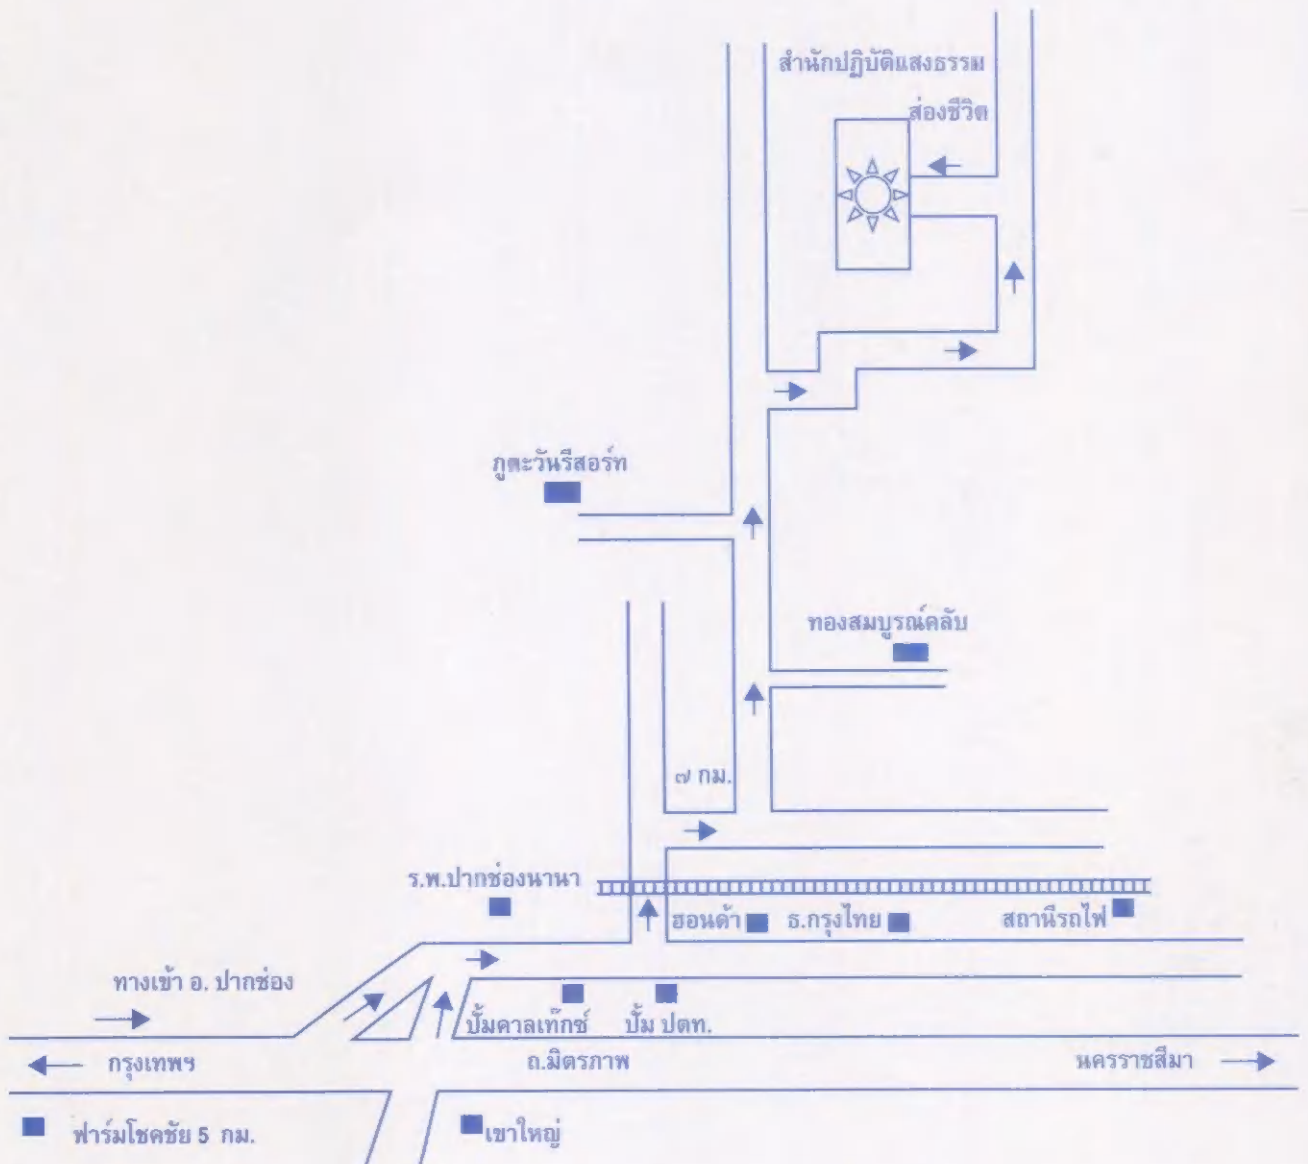 สำนักปฏิบัติแสงธรรม
ส่องชีวิต
ภูตะวันรีสอร์ท
ทองสมบูรณ์คลับ
๗ กม.
ร.พ.ปากช่องนานา
ฮอนด้า
ธ.กรุงไทย
สถานีรถไฟ
ทางเข้า อ. ปากช่อง
ปั้มคาลเท๊กซ์
ปั้ม ปตท.
กรุงเทพฯ
ถ.มิตรภาพ
นครราชสีมา
ฟาร์มโชคชัย 5 กม.
เขาใหญ่